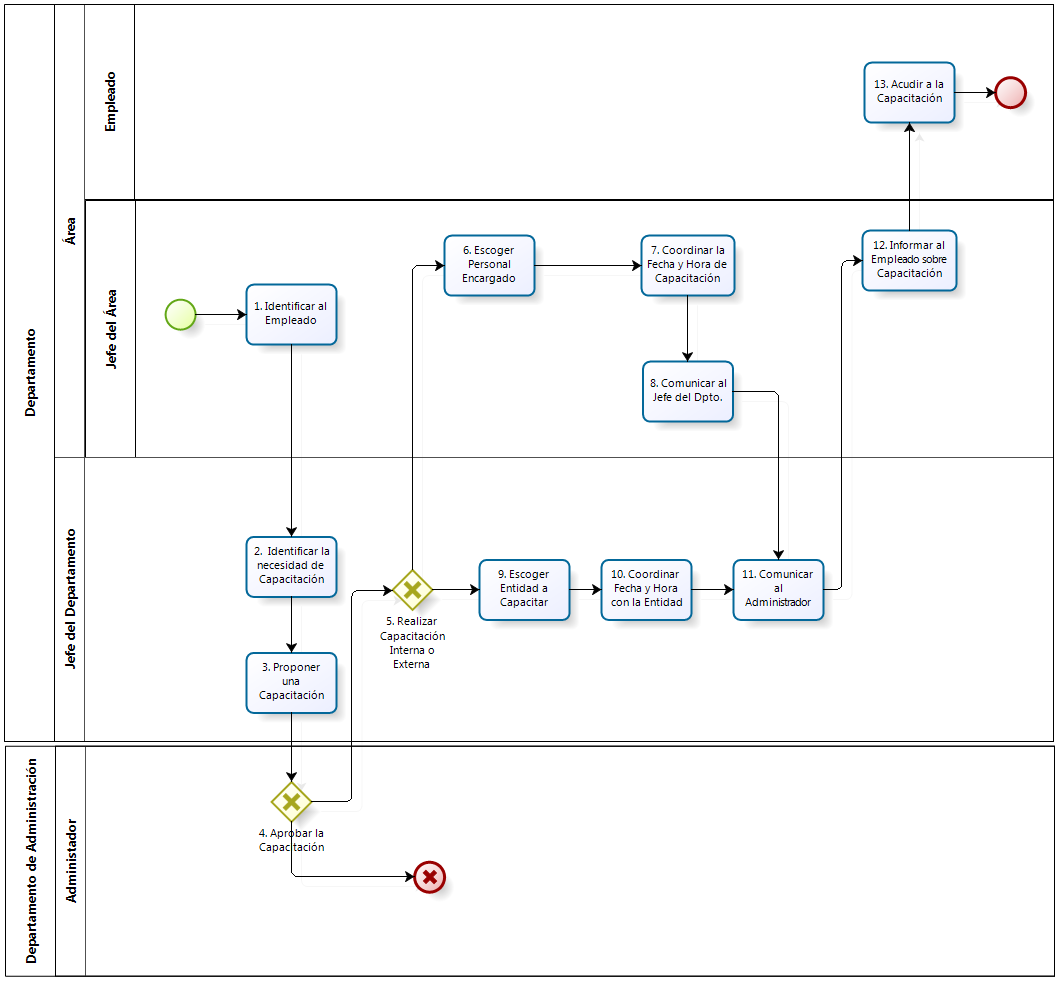 Departamento
Área
Empleado
13. Acudir a la
Capacitación
Jefe del Área
1. Identificar al
Empleado
6. Escoger
Personal
Encargado
7. Coordinar la
Fecha y Hora de
Capacitación
8. Comunicar al
Jefe del Dpto.
12. Informar al
Empleado sobre
Capacitación
Jefe del Departamento
2. Identificar la
necesidad de
Capacitación
3. Proponer
una
Capacitación
5. Realizar
Capacitación
Interna o
Externa
9. Escoger
Entidad a
Capacitar
10. Coordinar
Fecha y Hora
con la Entidad
11. Comunicar
al
Administrador
Departamento de Administración
Administador
4. Aprobar la
Capacitación